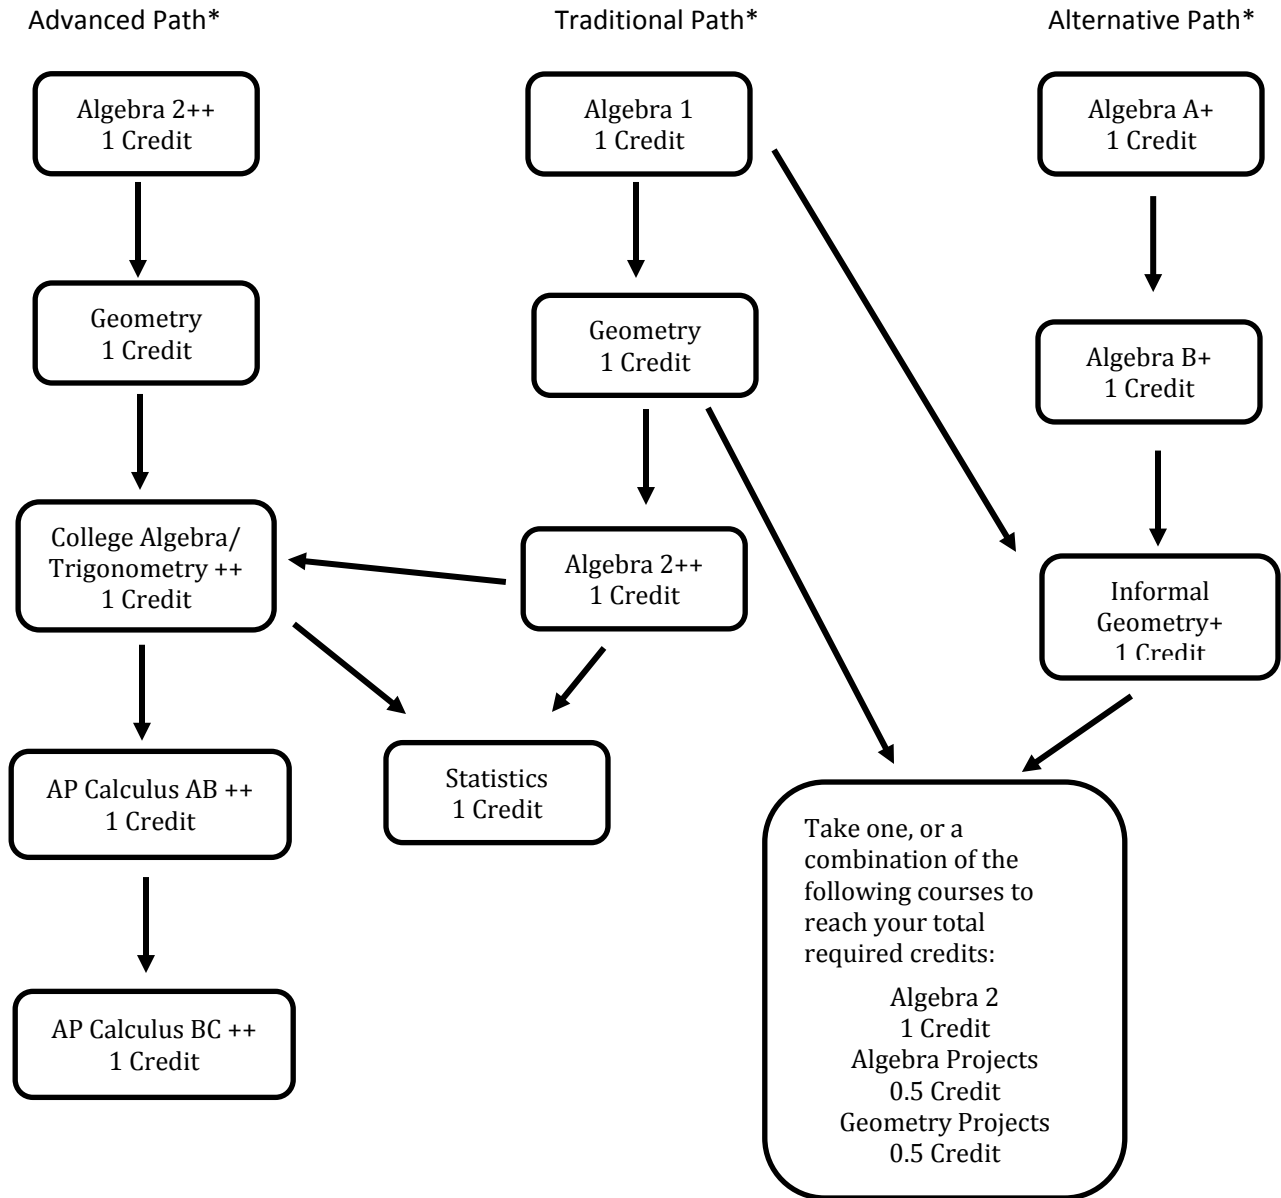 Advanced Path*
Traditional Path*
Alternative Path*
Algebra 2++
1 Credit
Geometry
1 Credit
College Algebra/
Trigonometry ++
1 Credit
AP Calculus AB ++
1 Credit
AP Calculus BC ++
1 Credit
Algebra 1
1 Credit
Geometry
1 Credit
Algebra 2++
1 Credit
Statistics
1 Credit
Algebra A+
1 Credit
Algebra B+
1 Credit
Informal
Geometry+
1 Credit
Take one, or a
combination of the
following courses to
reach your total
required credits:
Algebra 2
1 Credit
Algebra Projects
0.5 Credit
Geometry Projects
0.5 Credit